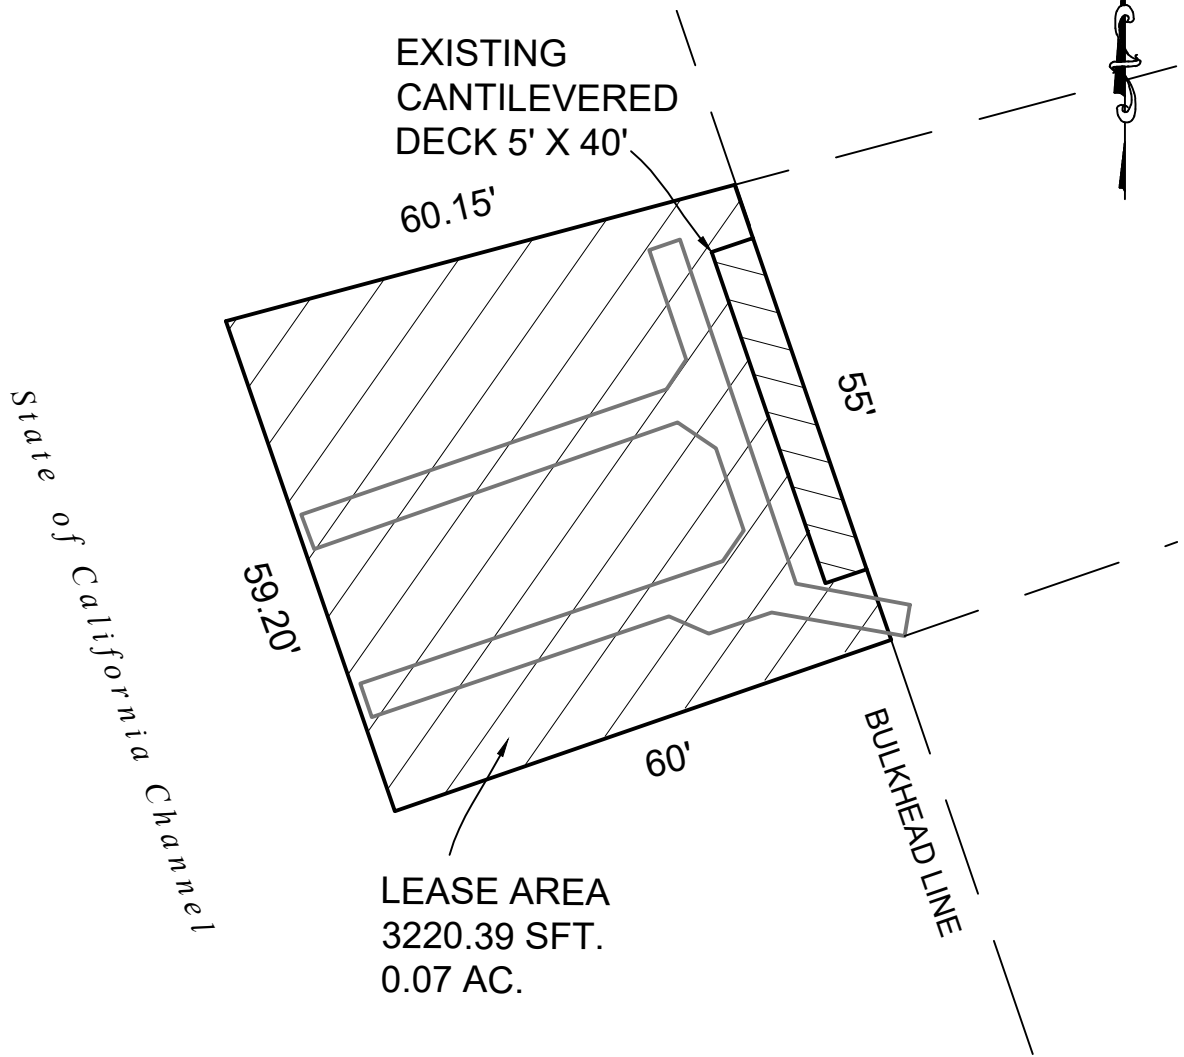 EXISTING
CANTILEVERED
DECK 5' X 40'
60.15'
55'
State of California Channel
59.20'
60'
BULKHEAD LINE
LEASE AREA
3220.39 SFT.
0.07 AC.